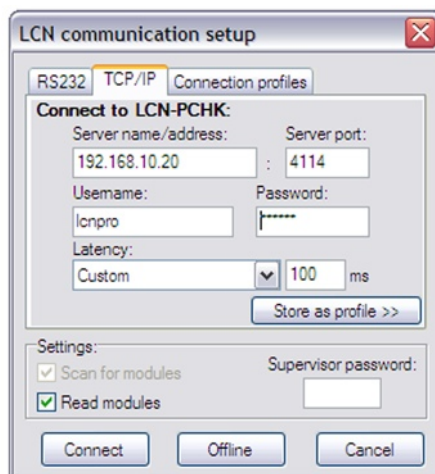 LCN communication setup
RS232 TCP/IP Connection profiles
Connect to LCN-PCHK:
Server name/address: Server port:
192.168.10.20 : 4114
Username: Password:
lcnpro ******
Latency:
Custom 100 ms
Store as profile >>
Settings:
Scan for modules Supervisor password:
Read modules
Connect Offline Cancel